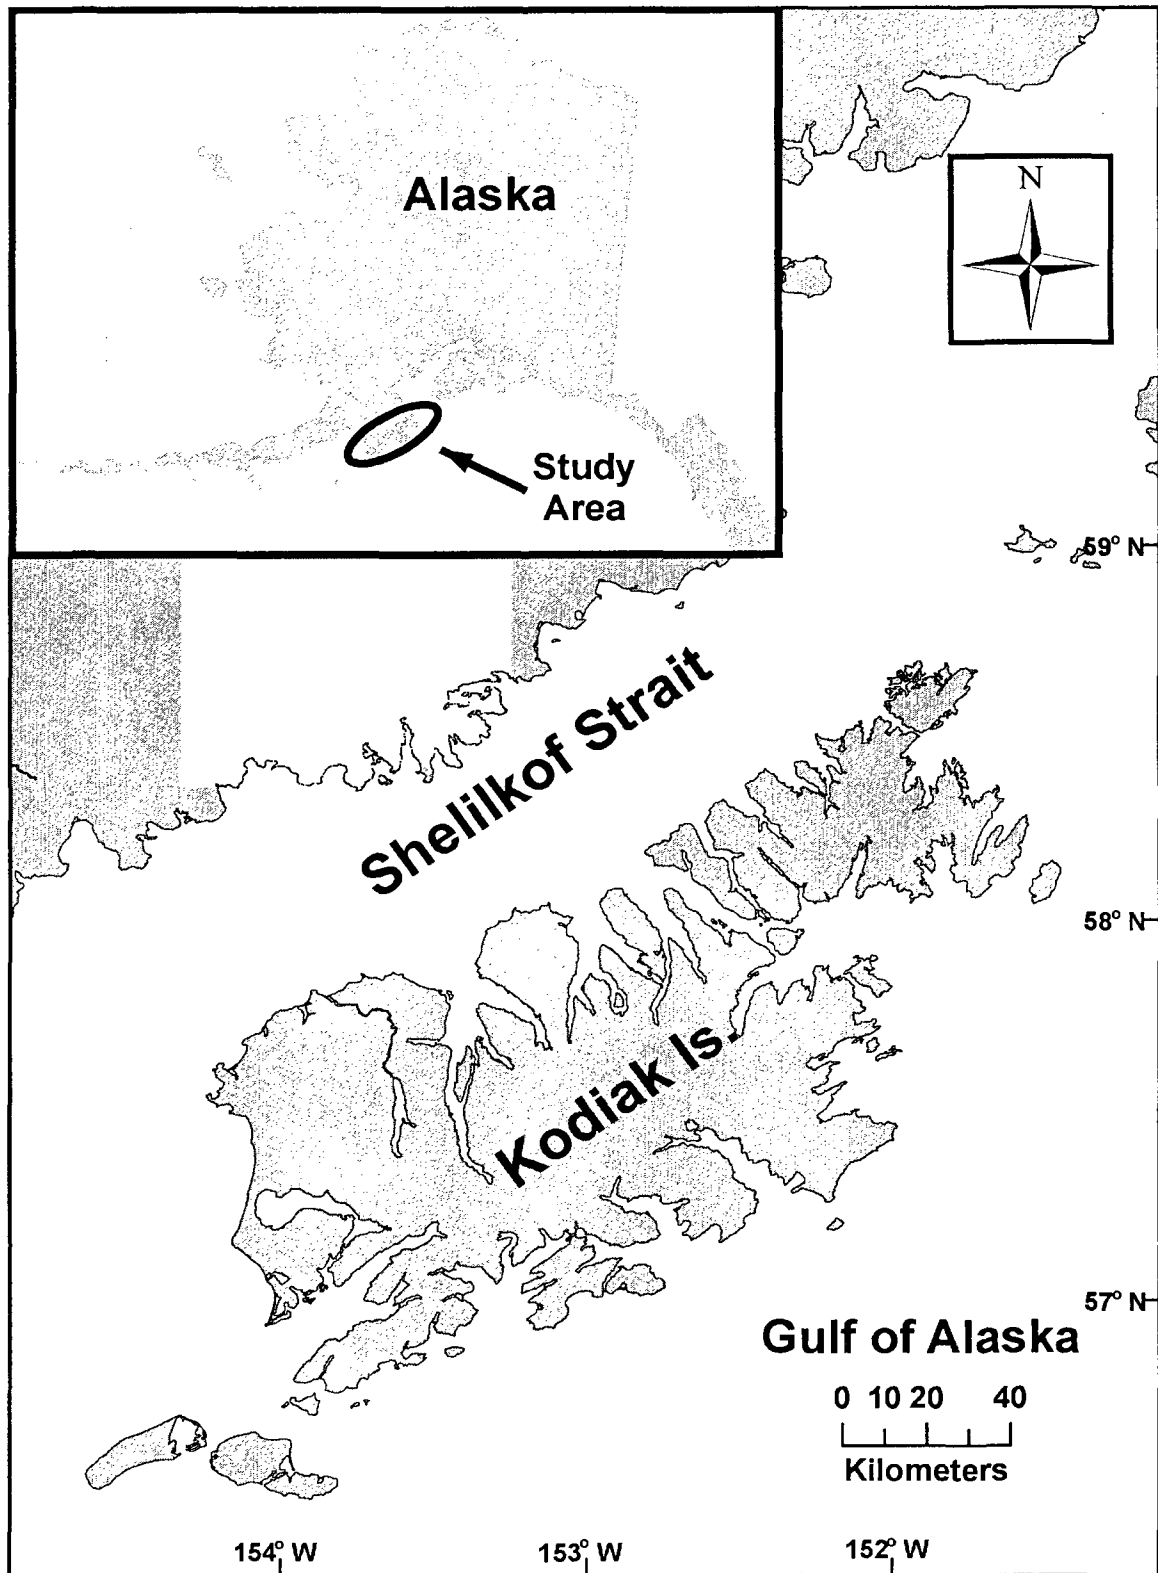 Alaska
Study
Area
N
59° N
Shelilkof Strait
58° N
Kodiak Is.
57° N
Gulf of Alaska
0 10 20 40
Kilometers
154° W
153° W
152° W